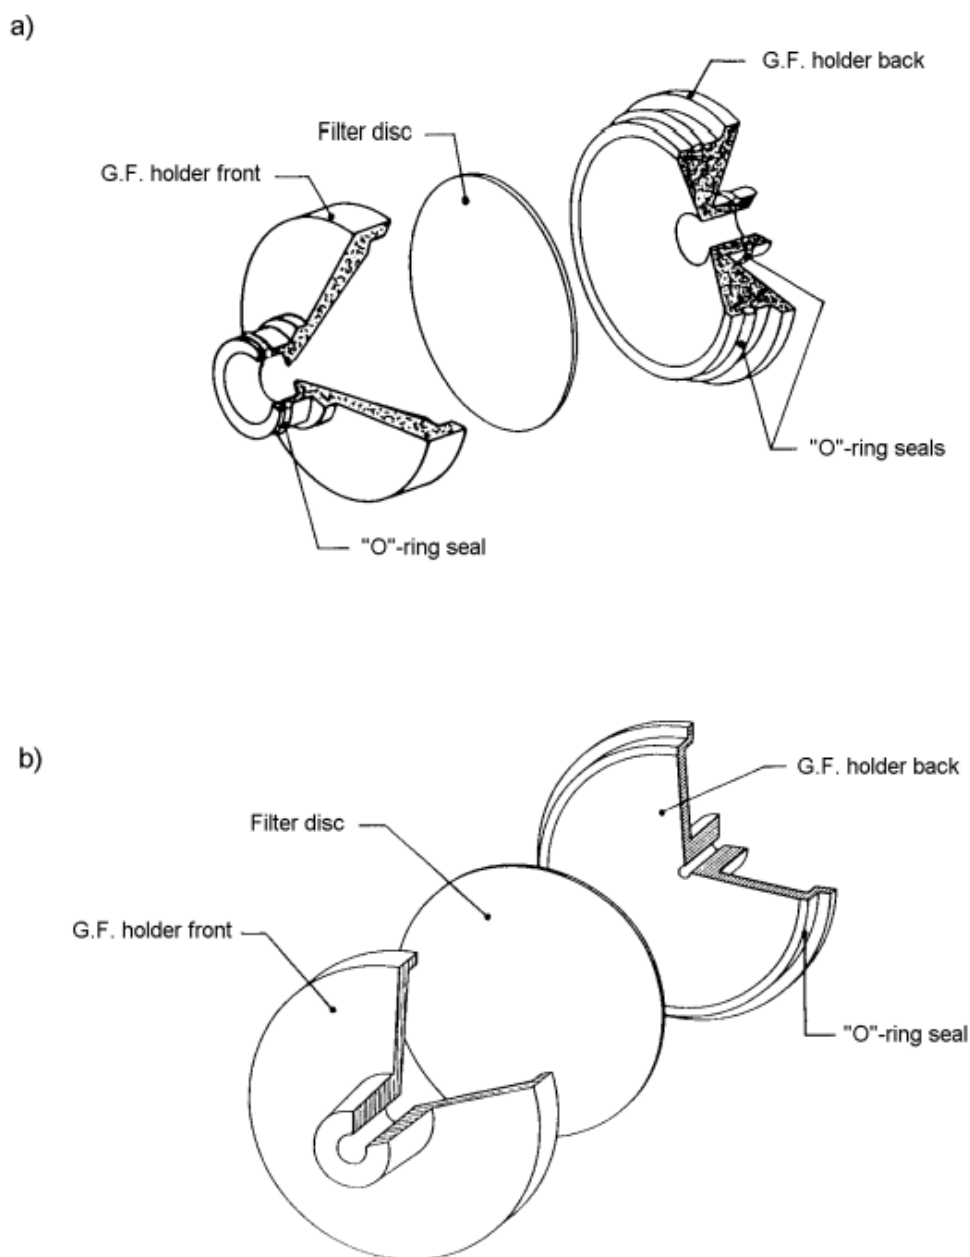 a)
G.F. holder back
Filter disc
G.F. holder front
"O"-ring seals
"O"-ring seal
b)
G.F. holder back
Filter disc
G.F. holder front
"O"-ring seal